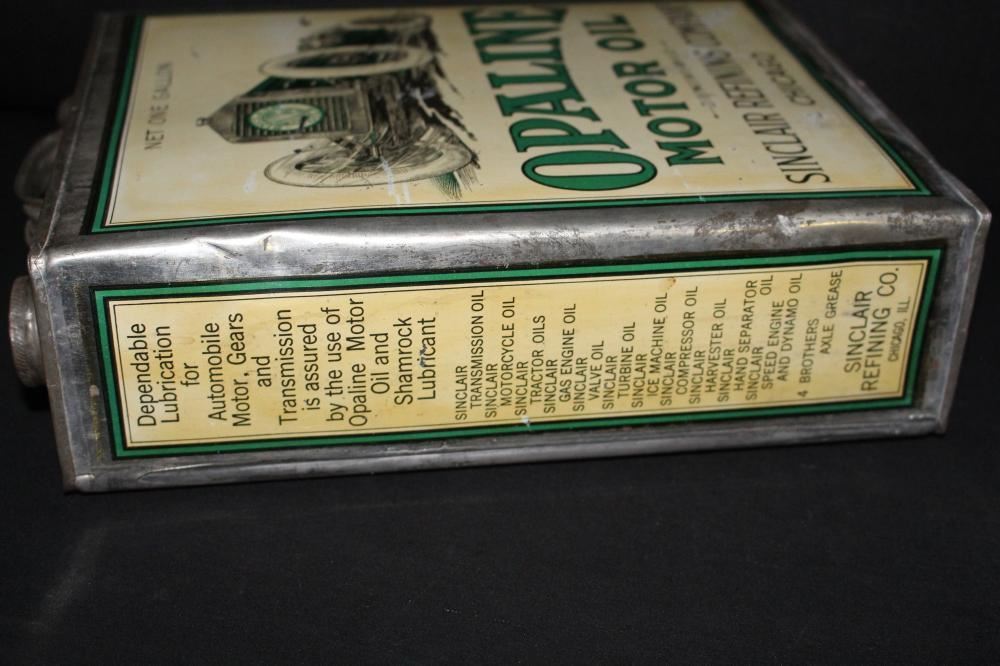 NET ONE GALLON
OPALINE
MOTOR OIL
SINCLAIR REFINING
CHICAGO
Dependable
Lubrication
for
Automobile
Motor, Gears
and
Transmission
is assured
by the use of
Opaline Motor
Oil and
Shamrock
Lubricant
SINCLAIR
TRANSMISSION OIL
SINCLAIR
MOTORCYCLE OIL
SINCLAIR
TRACTOR OILS
SINCLAIR
GAS ENGINE OIL
SINCLAIR
VALVE OIL
SINCLAIR
TURBINE OIL
SINCLAIR
ICE MACHINE OIL
SINCLAIR
COMPRESSOR OIL
SINCLAIR
HARVESTER OIL
SINCLAIR
HAND SEPARATOR
OIL
SINCLAIR
SPEED ENGINE
AND DYNAMO OIL
4 BROTHERS
AXLE GREASE
SINCLAIR
REFINING CO.
CHICAGO, ILL.